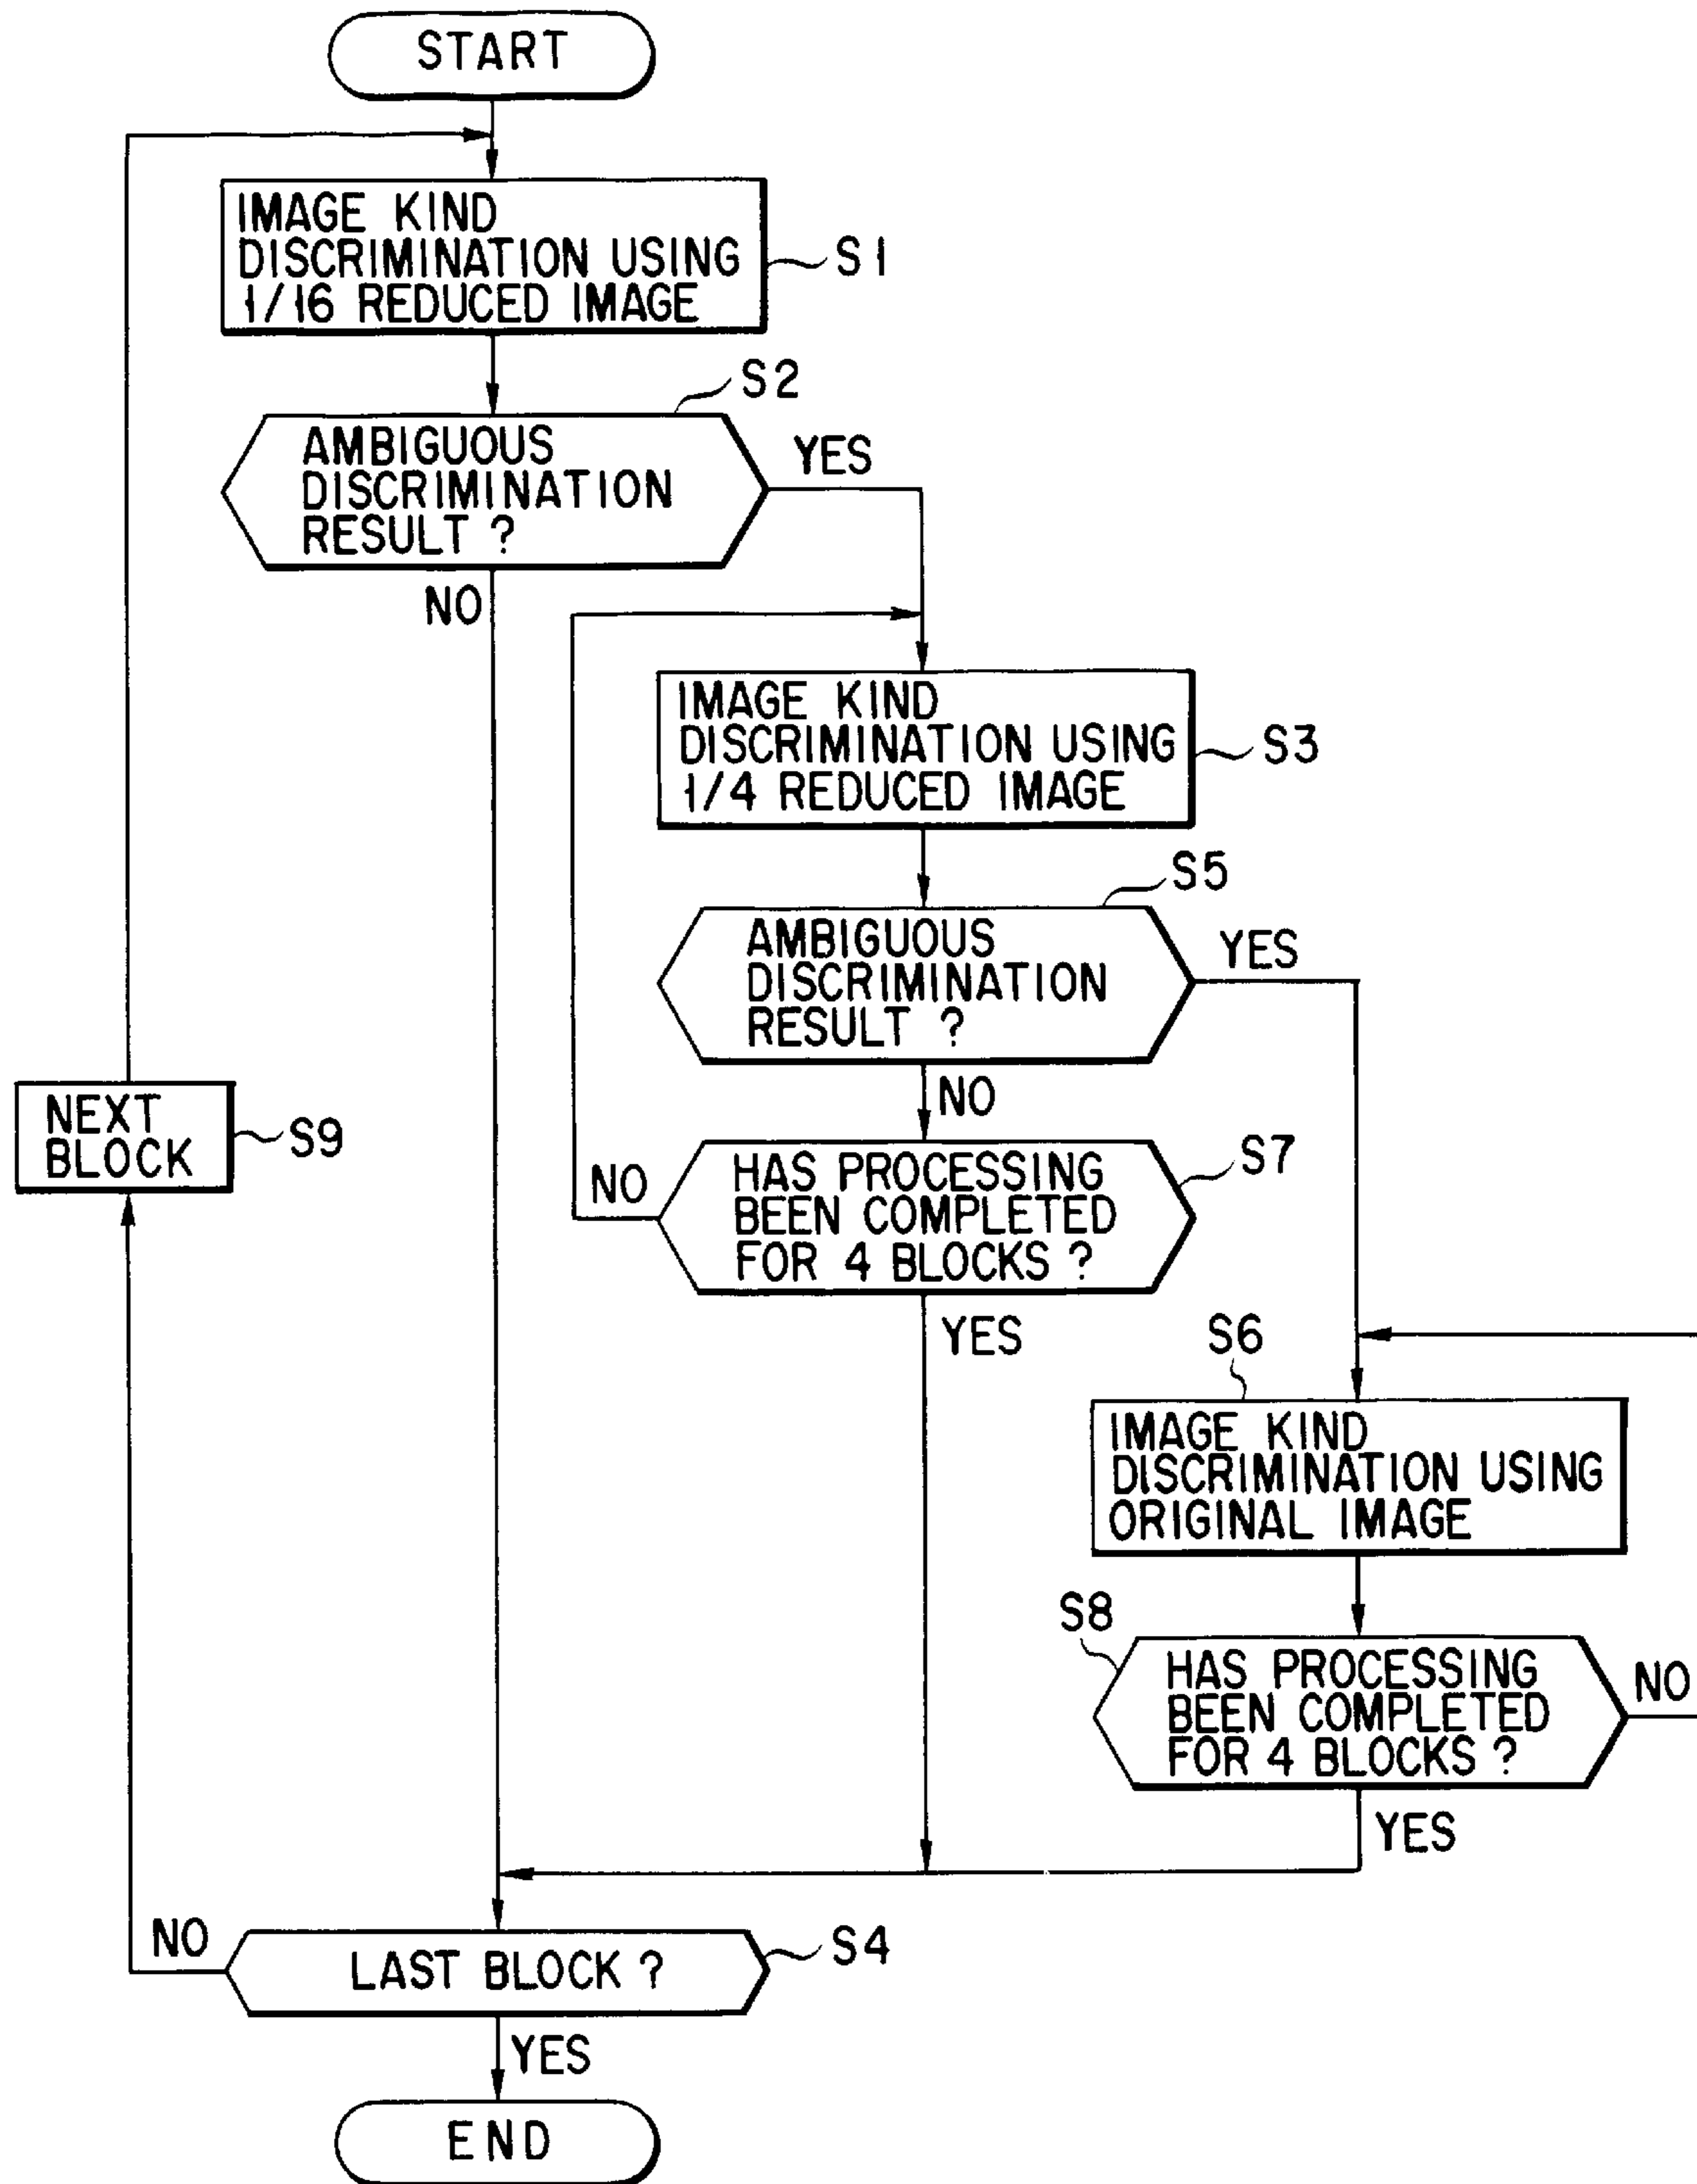 START
IMAGE KIND
DISCRIMINATION USING
1/16 REDUCED IMAGE
S1
S2
AMBIGUOUS
DISCRIMINATION
RESULT ?
YES
NO
IMAGE KIND
DISCRIMINATION USING
1/4 REDUCED IMAGE
S3
S5
AMBIGUOUS
DISCRIMINATION
RESULT ?
YES
NO
NEXT
BLOCK
S9
S7
HAS PROCESSING
BEEN COMPLETED
FOR 4 BLOCKS ?
NO
YES
S6
IMAGE KIND
DISCRIMINATION USING
ORIGINAL IMAGE
S8
HAS PROCESSING
BEEN COMPLETED
FOR 4 BLOCKS ?
NO
YES
NO
LAST BLOCK ?
S4
YES
END